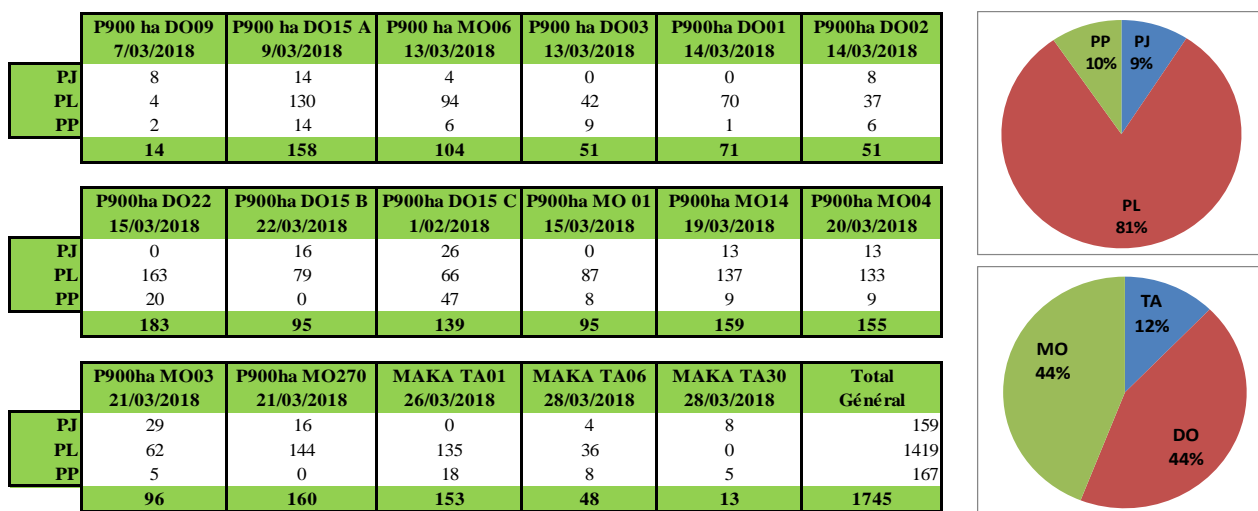 P900 ha DO09 P900 ha DO15 A P900 ha MO06 P900 ha DO03 P900ha DO01 P900ha DO02
7/03/2018 9/03/2018 13/03/2018 13/03/2018 14/03/2018 14/03/2018
PJ 8 14 4 0 0 8
PL 4 130 94 42 70 37
PP 2 14 6 9 1 6
14 158 104 51 71 51
P900ha DO22 P900ha DO15 B P900ha DO15 C P900ha MO 01 P900ha MO14 P900ha MO04
15/03/2018 22/03/2018 1/02/2018 15/03/2018 19/03/2018 20/03/2018
PJ 0 16 26 0 13 13
PL 163 79 66 87 137 133
PP 20 0 47 8 9 9
183 95 139 95 159 155
P900ha MO03 P900ha MO270 MAKA TA01 MAKA TA06 MAKA TA30 Total
21/03/2018 21/03/2018 26/03/2018 28/03/2018 28/03/2018 Général
PJ 29 16 0 4 8 159
PL 62 144 135 36 0 1419
PP 5 0 18 8 5 167
96 160 153 48 13 1745
PP PJ
10% 9%
PL
81%
TA
12%
MO
44%
DO
44%